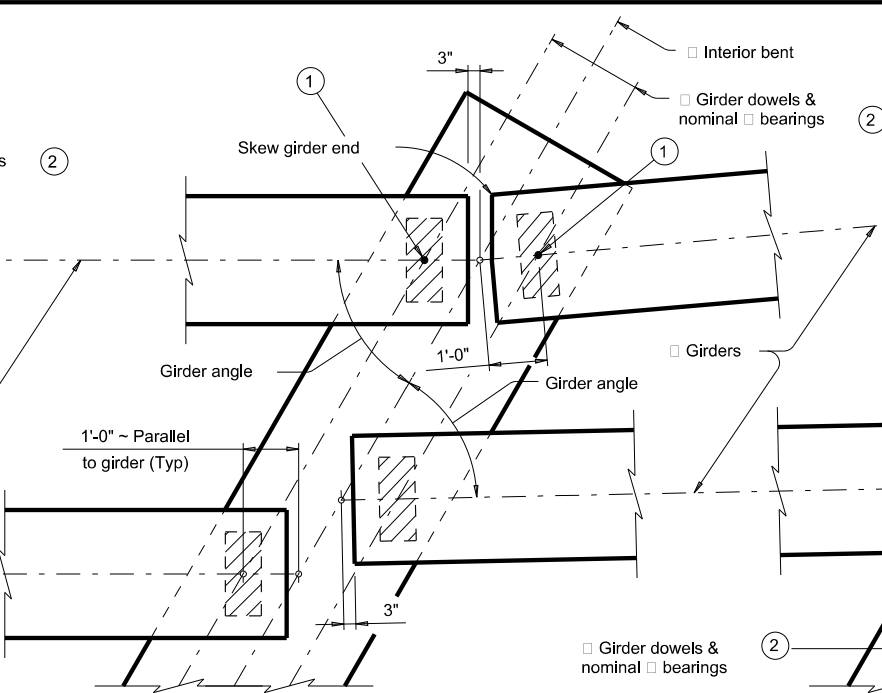 3"
□ Interior bent
1
□ Girder dowels &
nominal □ bearings
2
Skew girder end
1
s
2
1'-0"
□ Girders
Girder angle
Girder angle
1'-0" ~ Parallel
to girder (Typ)
3"
□ Girder dowels &
nominal □ bearings
2